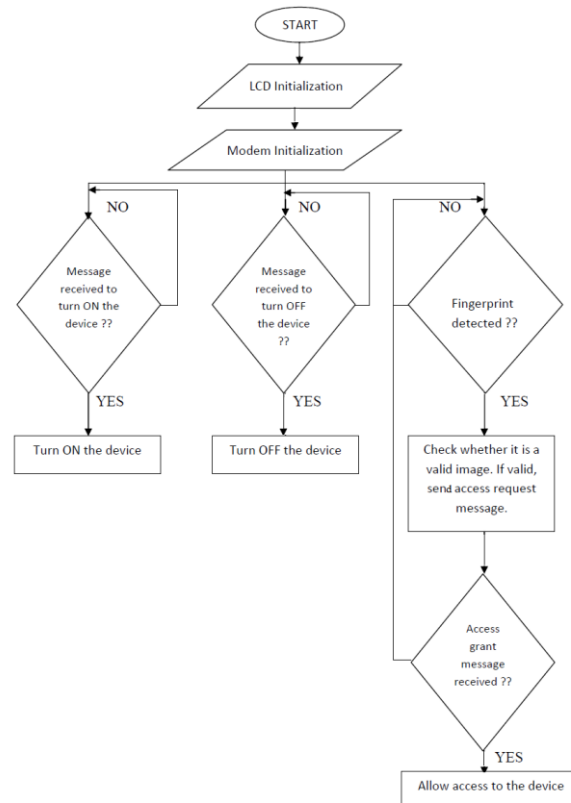 START
LCD Initialization
Modem Initialization
NO
Message
received to
turn ON the
device ??
YES
Turn ON the device
NO
Message
received to
turn OFF
the device
??
YES
Turn OFF the device
NO
Fingerprint
detected ??
YES
Check whether it is a
valid image. If valid,
send access request
message.
Access
grant
message
received ??
YES
Allow access to the device